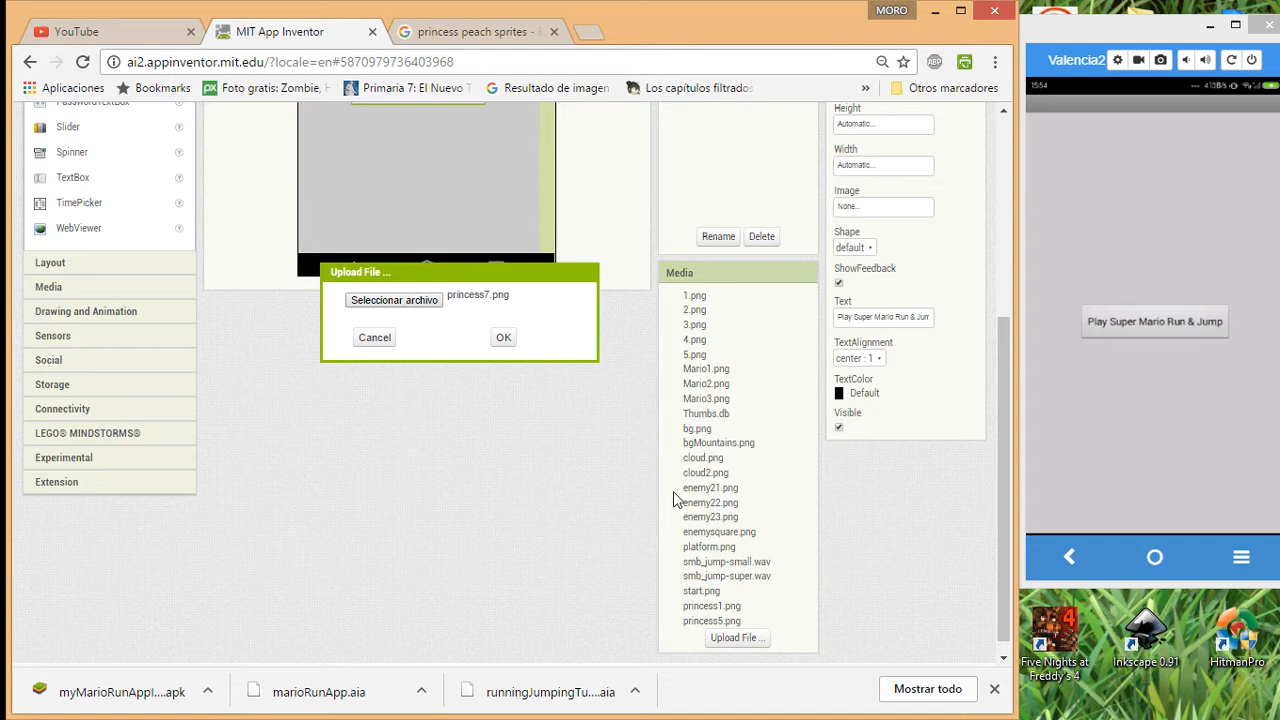 MORO
YouTube
MIT App Inventor
princess peach sprites - 
ai2.appinventor.mit.edu/?locale=en#5870979736403968
Aplicaciones
Bookmarks
Foto gratis: Zombie,
Primaria 7: El Nuevo T
Resultado de imagen
Los capítulos filtrados
»
Otros marcadores
PasswordTextBox
Slider
Spinner
TextBox
TimePicker
WebViewer
Layout
Media
Drawing and Animation
Sensors
Social
Storage
Connectivity
LEGO® MINDSTORMS®
Experimental
Extension
Upload File ...
Seleccionar archivo
princess7.png
Cancel
OK
Rename
Delete
Media
1.png
2.png
3.png
4.png
5.png
Mario1.png
Mario2.png
Mario3.png
Thumbs.db
bg.png
bgMountains.png
cloud.png
cloud2.png
enemy21.png
enemy22.png
enemy23.png
enemysquare.png
platform.png
smb_jump-small.wav
smb_jump-super.wav
start.png
princess1.png
princess5.png
Upload File ...
Height
Automatic...
Width
Automatic...
Image
None...
Shape
default
ShowFeedback
Text
Play Super Mario Run & Jum
TextAlignment
center : 1
TextColor
Default
Visible
Valencia2
15:54
... 413B/s
Play Super Mario Run & Jump
Five Nights at
Freddy's 4
Inkscape 0.91
HitmanPro
myMarioRunAppI....apk
marioRunApp.aia
runningJumpingTu....aia
Mostrar todo